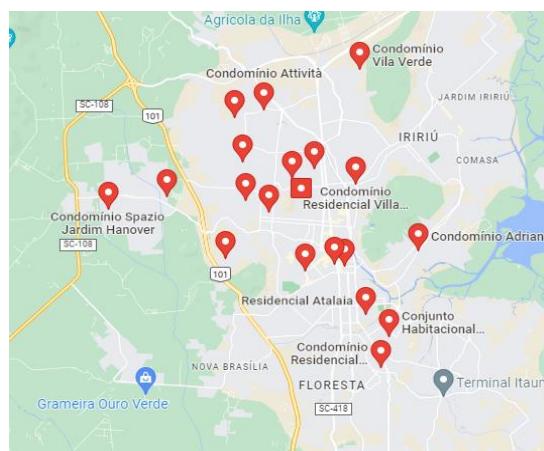 Agrícola da Ilha
Condomínio
Vila Verde
Condomínio Attività
SC-108
JARDIM IRIRIÚ
101
IRIRIÚ
COMASA
Condomínio
Residencial Villa...
Condomínio Spazio
Jardim Hanover
Condomínio Adrian
SC-108
101
Residencial Atalaia
Conjunto
Habitacional...
Condomínio
Residencial...
NOVA BRASÍLIA
FLORESTA
Terminal Itaum
Grameira Ouro Verde
SC-418